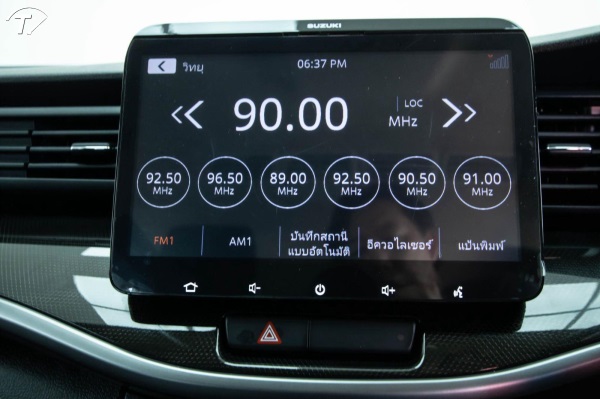 T
SUZUKI
วิทยุ
06:37 PM
90.00
LOC
MHz
92.50
MHz
96.50
MHz
89.00
MHz
92.50
MHz
90.50
MHz
91.00
MHz
FM1
AM1
บันทึกสถานี
แบบอัตโนมัติ
อีควอไลเซอร์
แป้นพิมพ์